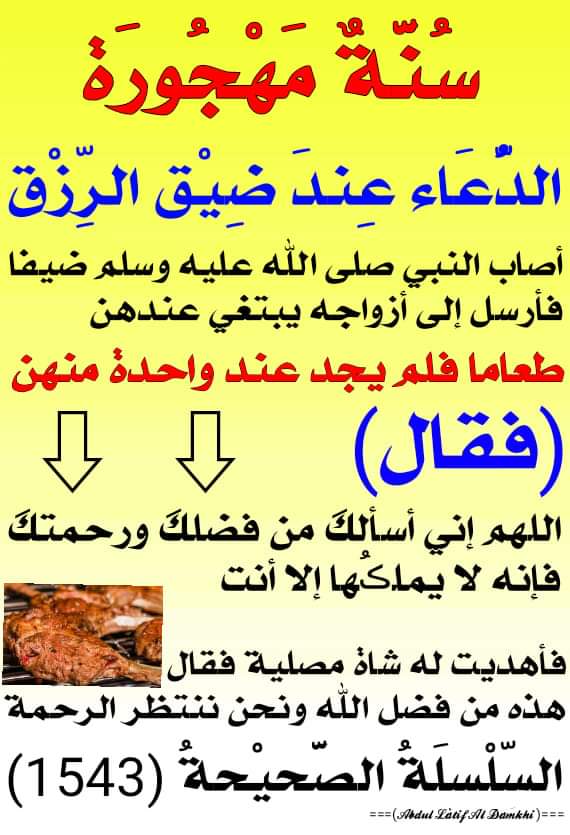 سُنّةٌ مَهْجُورَة
الدُّعَاء عِندَ ضِيْق الرِّزْق
أصاب النبي صلى الله عليه وسلم ضيفا
فأرسل إلى أزواجه يبتغي عندهن
طعاما فلم يجد عند واحدة منهن
(فقال)
اللهم إني أسألكَ من فضلكَ ورحمتكَ
فإنه لا يملكُها إلا أنت
فأهديت له شاة مصلية فقال
هذه من فضل الله ونحن ننتظر الرحمة
السّلْسلَةُ الصّحيْحةُ (1543)
===(Abdul Làtif Al Damkhi)===